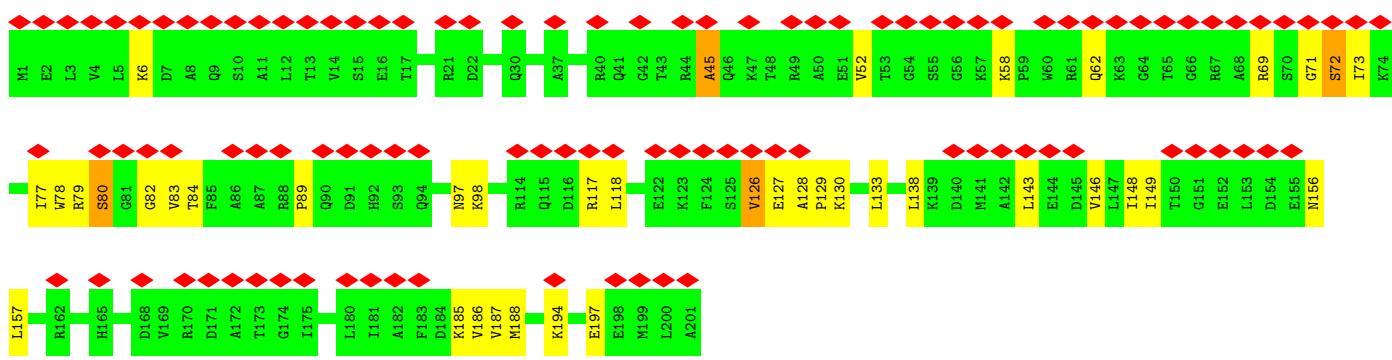 M1 E2 L3 V4 L5 K6 D7 A8 Q9 S10 A11 L12 T13 V14 S15 E16 T17 R21 D22 Q30 A37 R40 Q41 G42 T43 R44 A45 Q46 K47 T48 R49 A50 E51 V52 T53 G54 S55 G56 K57 K58 P59 W60 R61 Q62 K63 G64 T65 G66 R67 A68 R69 S70 G71 S72 I73 K74
I77 W78 R79 S80 G81 G82 V83 T84 F85 A86 A87 R88 P89 Q90 D91 H92 S93 Q94 N97 K98 R114 Q115 D116 R117 L118 E122 K123 F124 S125 V126 E127 A128 P129 K130 L133 L138 K139 D140 M141 A142 L143 E144 D145 V146 L147 I148 I149 T150 G151 E152 L153 D154 E155 N156
L157 R162 H165 D168 V169 R170 D171 A172 T173 G174 I175 L180 I181 A182 F183 D184 K185 V186 V187 M188 K194 E197 E198 M199 L200 A201